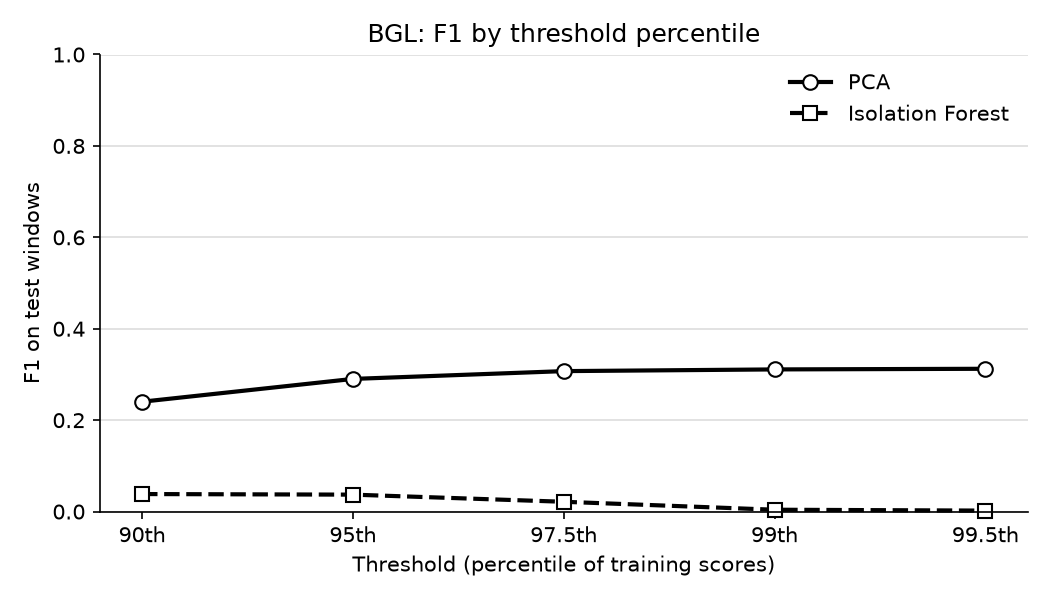 BGL: F1 by threshold percentile
PCA
Isolation Forest
F1 on test windows
1.0
0.8
0.6
0.4
0.2
0.0
90th 95th 97.5th 99th 99.5th
Threshold (percentile of training scores)